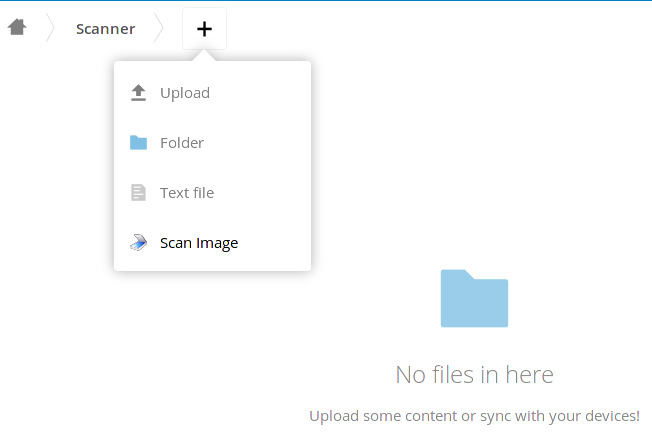 Scanner
Upload
Folder
Text file
Scan Image
No files in here
Upload some content or sync with your devices!